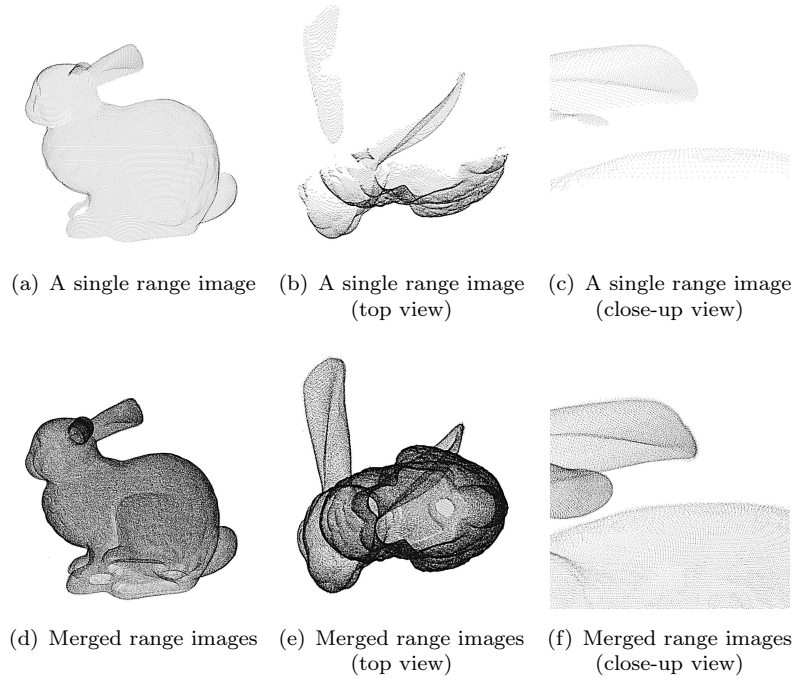 (a) A single range image
(b) A single range image
(top view)
(c) A single range image
(close-up view)
(d) Merged range images
(e) Merged range images
(top view)
(f) Merged range images
(close-up view)